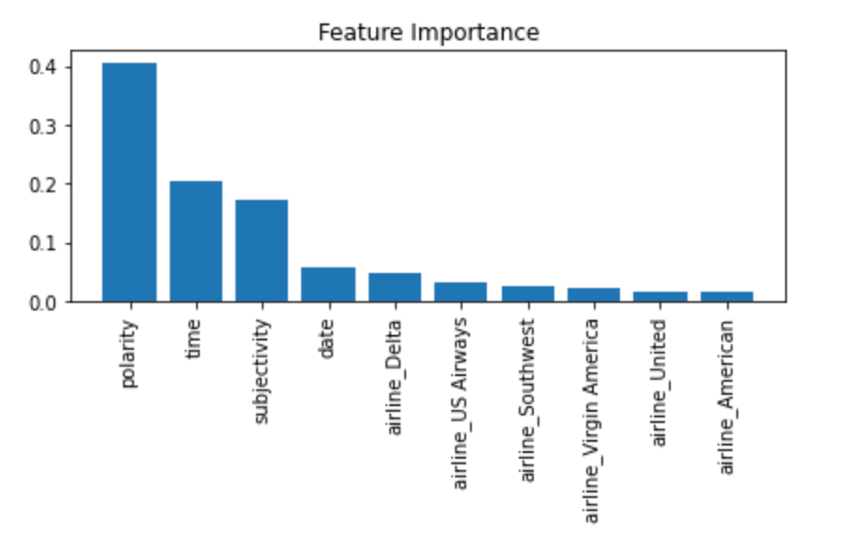 Feature Importance
0.4
0.3
0.2
0.1
0.0
polarity
time
subjectivity
date
airline_Delta
airline_US Airways
airline_Southwest
airline_Virgin America
airline_United
airline_American